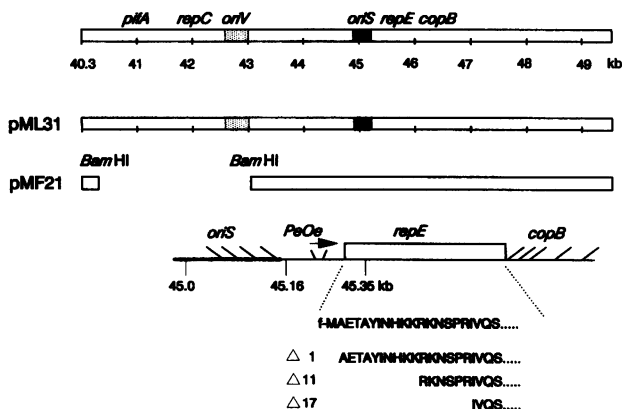 pifA repC oriV oriS repE copB
40.3 41 42 43 44 45 46 47 48 49 kb
pML31
BamHI BamHI
pMF21
oriS PeOe repE copB
45.0 45.16 45.35 kb
f-MAETAYINHKKRKNSPRIVQS.....
△ 1 AETAYINHKKRKNSPRIVQS.....
△ 11 RKNSPRIVQS.....
△ 17 IVQS.....